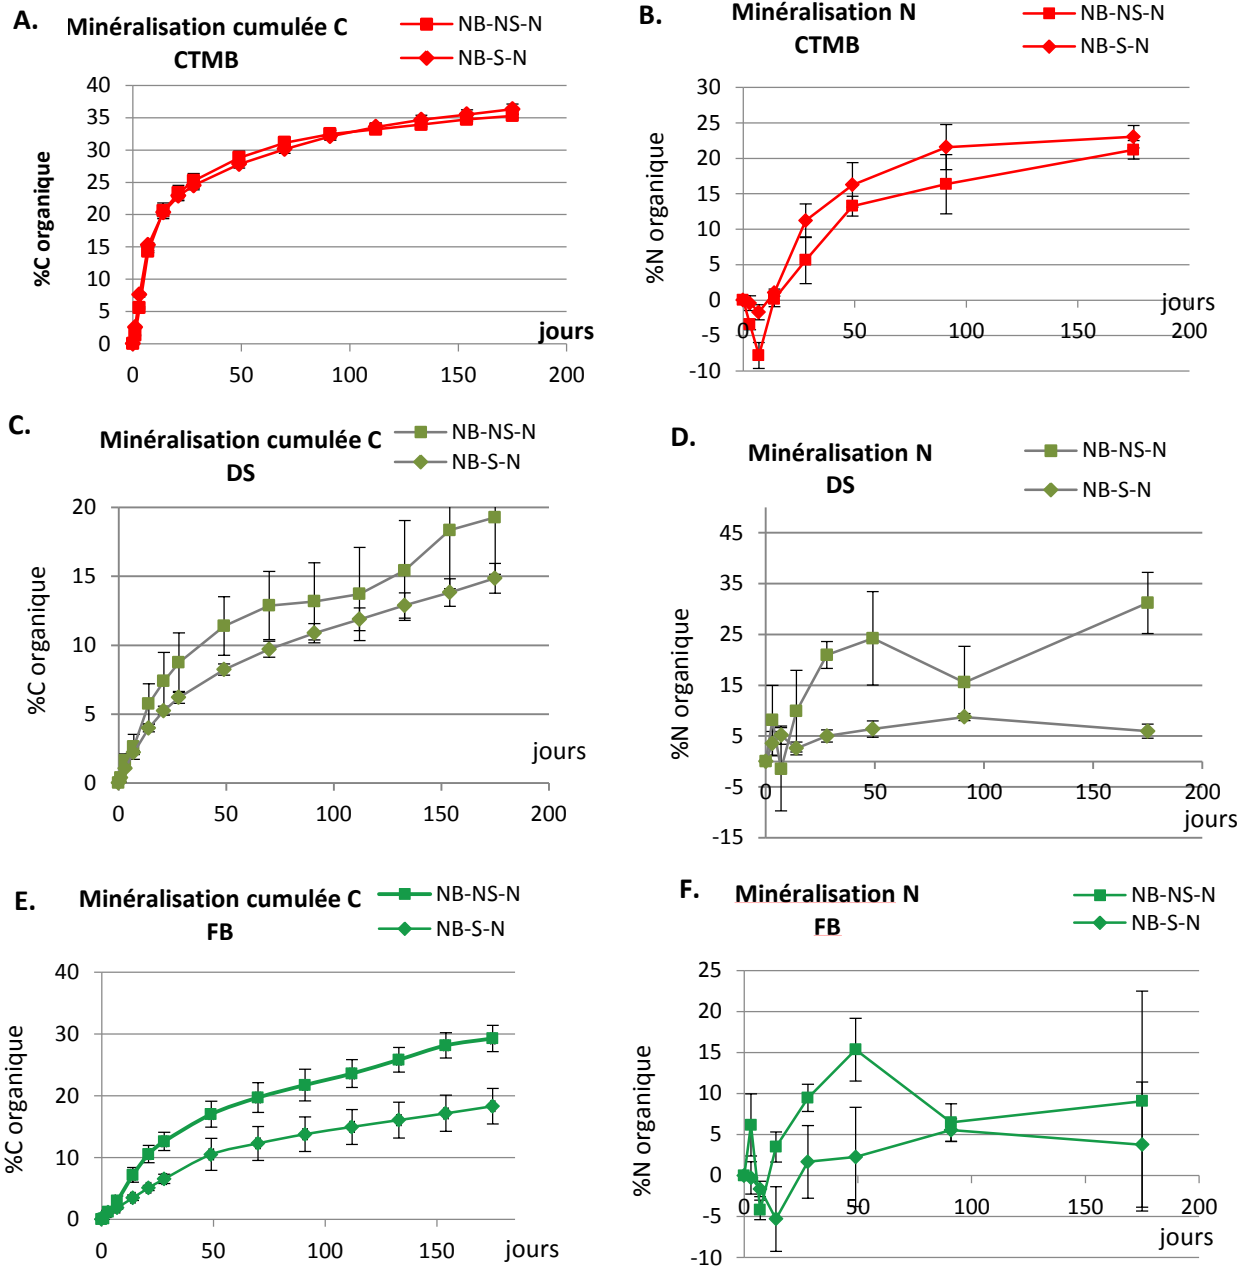 A.
Minéralisation cumulée C
CTMB
NB-NS-N
NB-S-N
%C organique
40
35
30
25
20
15
10
5
0
jours
0 50 100 150 200
B.
Minéralisation N
CTMB
NB-NS-N
NB-S-N
%N organique
30
25
20
15
10
5
0
-5
-10
jours
0 50 100 150 200
C.
Minéralisation cumulée C
DS
NB-NS-N
NB-S-N
%C organique
20
15
10
5
0
jours
0 50 100 150 200
D.
Minéralisation N
DS
NB-NS-N
NB-S-N
%N organique
45
35
25
15
5
-5
-15
0 50 100 150 200
jours
E.
Minéralisation cumulée C
FB
NB-NS-N
NB-S-N
%C organique
40
30
20
10
0
0 50 100 150 jours
F.
Minéralisation N
FB
NB-NS-N
NB-S-N
%N organique
25
20
15
10
5
0
-5
-10
0 50 100 150 200
jours